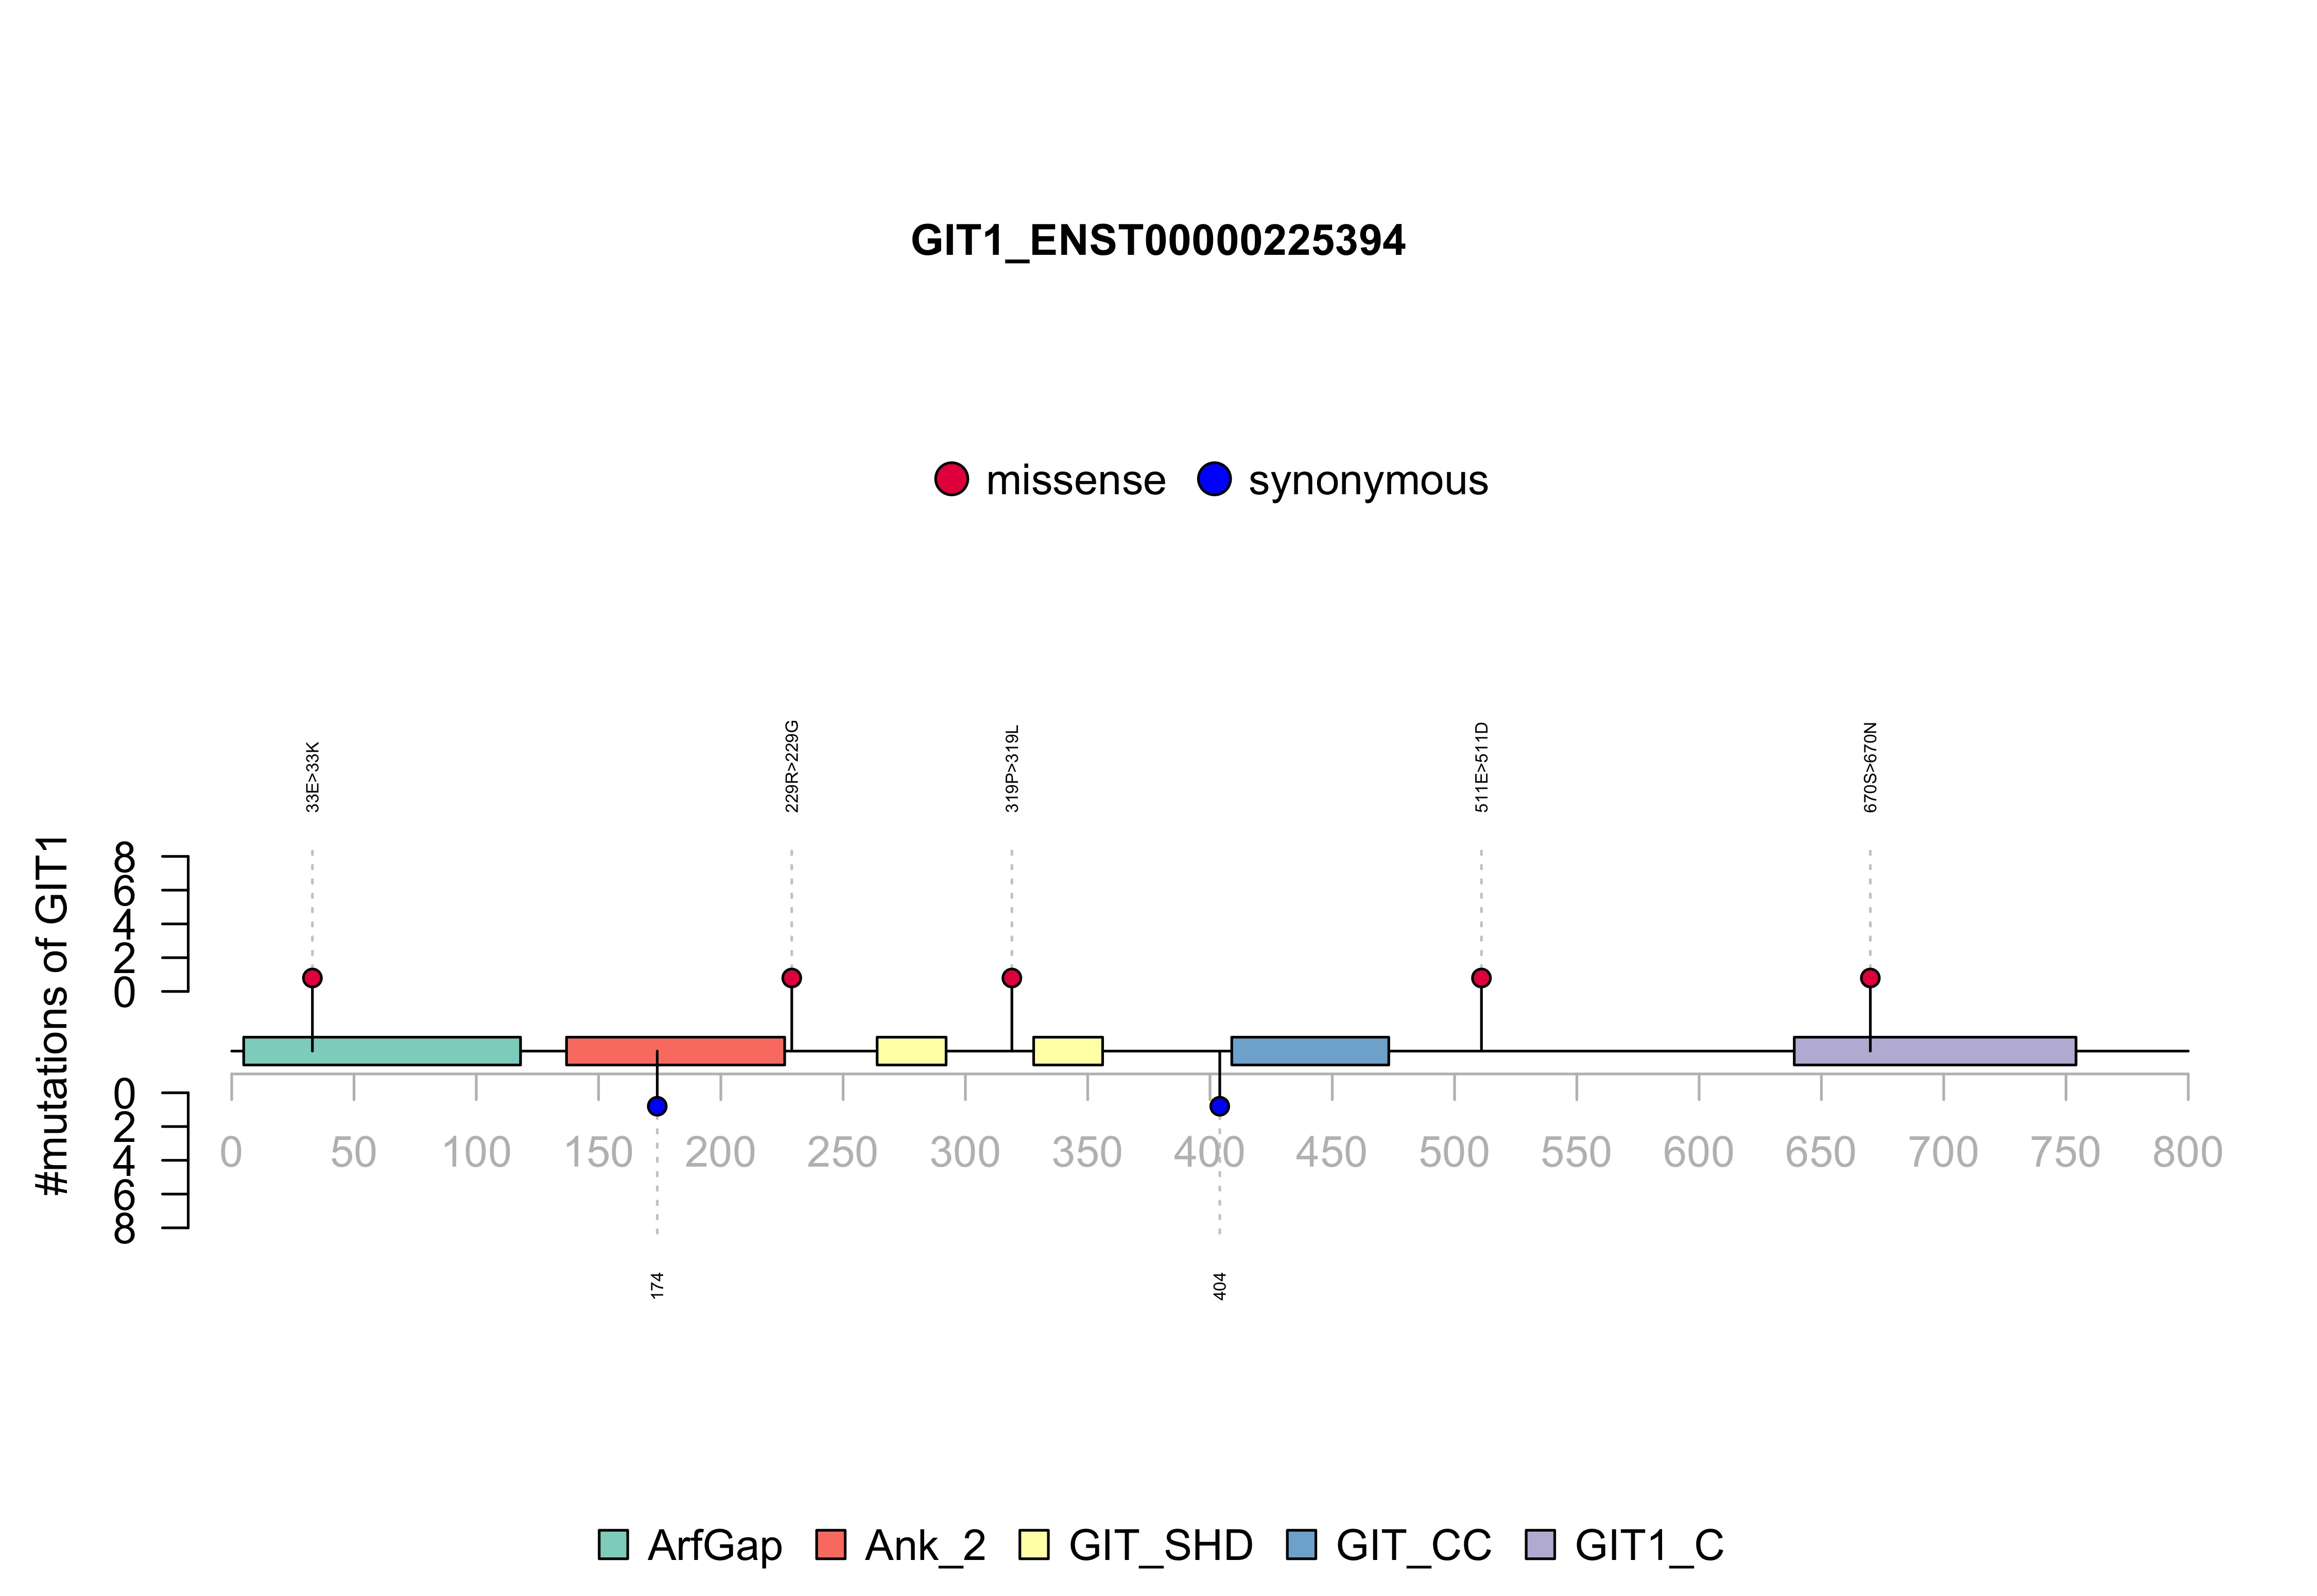 GIT1_ENST00000225394
missense synonymous
33E>33K 229R>229G 319P>319L 511E>511D 670S>670N
#mutations of GIT1
8
6
4
2
0
0
2
4
6
8
0 50 100 150 200 250 300 350 400 450 500 550 600 650 700 750 800
174 404
ArfGap Ank_2 GIT_SHD GIT_CC GIT1_C